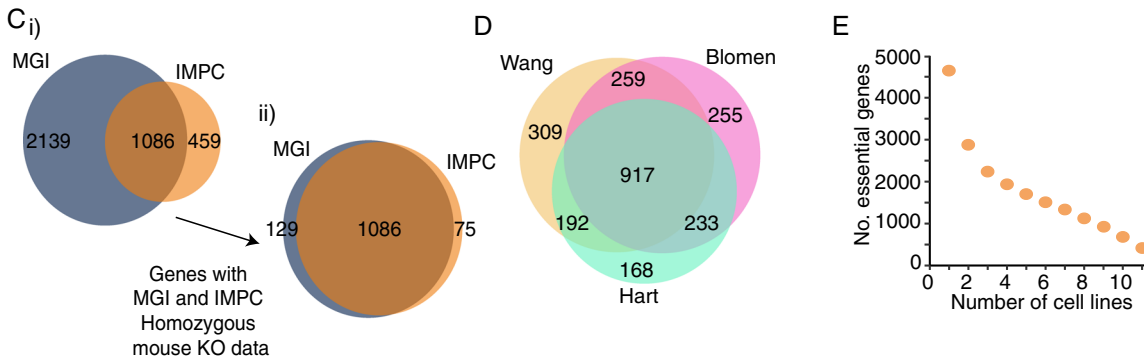 C i)
MGI
IMPC
2139
1086
459
ii)
MGI
IMPC
129
1086
75
Genes with
MGI and IMPC
Homozygous
mouse KO data
D
Wang
Blomen
259
309
255
917
192
233
168
Hart
E
No. essential genes
5000
4000
3000
2000
1000
0
0 2 4 6 8 10
Number of cell lines